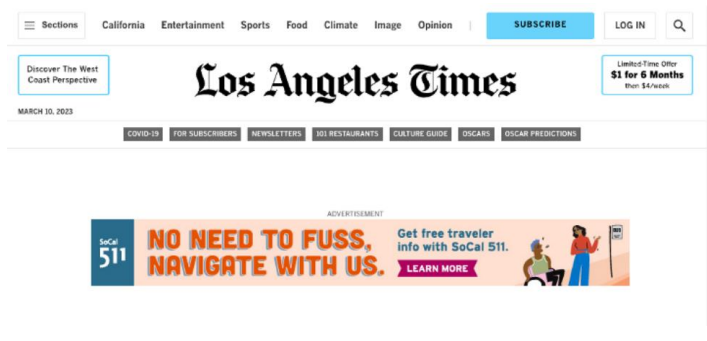 Sections California Entertainment Sports Food Climate Image Opinion | SUBSCRIBE LOG IN
Discover The West
Coast Perspective
Los Angeles Times
Limited-Time Offer
$1 for 6 Months
then $4/week
MARCH 10, 2023
COVID-19 FOR SUBSCRIBERS NEWSLETTERS 101 RESTAURANTS CULTURE GUIDE OSCARS OSCAR PREDICTIONS
ADVERTISEMENT
SoCal
511
NO NEED TO FUSS,
NAVIGATE WITH US.
Get free traveler
info with SoCal 511.
LEARN MORE